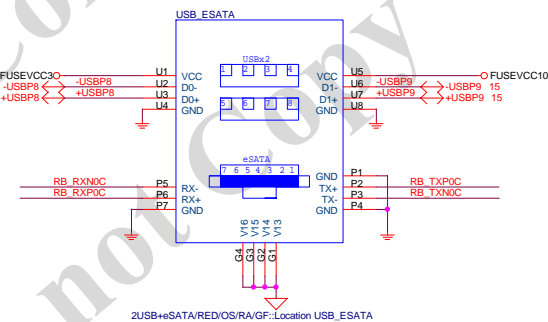 USB_ESATA
USBx2
1 2 3 4
FUSEVCC3 U1 VCC VCC U5 FUSEVCC10
-USBP8 -USBP8 U2 D0- D1- U6 -USBP9 -USBP9 15
+USBP8 +USBP8 U3 D0+ D1+ U7 +USBP9 +USBP9 15
U4 GND GND U8
5 6 7 8
eSATA
7 6 5 4 3 2 1
GND P1
RB_RXN0C P5 RX- TX+ P2 RB_TXP0C
RB_RXP0C P6 RX+ TX- P3 RB_TXN0C
P7 GND GND P4
V16 V15 V14 V13
G4 G3 G2 G1
2USB+eSATA/RED/OS/RA/GF::Location USB_ESATA
not Copy